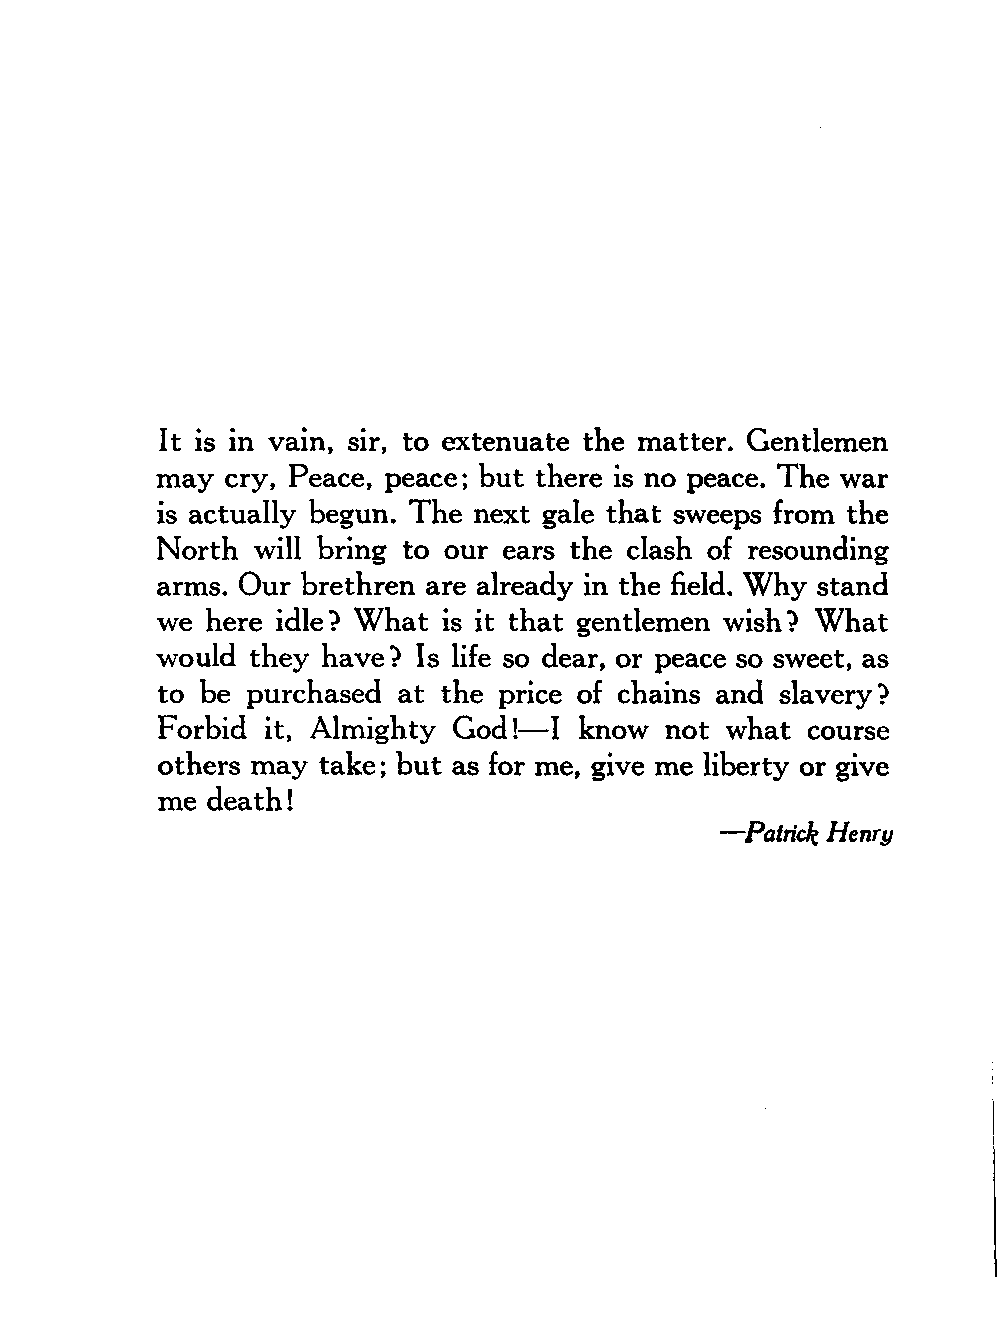 It is in vain, sir, to extenuate the matter. Gentlemen
may cry, Peace, peace; but there is no peace. The war
is actually begun. The next gale that sweeps from the
North will bring to our ears the clash of resounding
arms. Our brethren are already in the field. Why stand
we here idle? What is it that gentlemen wish? What
would they have? Is life so dear, or peace so sweet, as
to be purchased at the price of chains and slavery?
Forbid it, Almighty God!—I know not what course
others may take; but as for me, give me liberty or give
me death!
—Patrick Henry